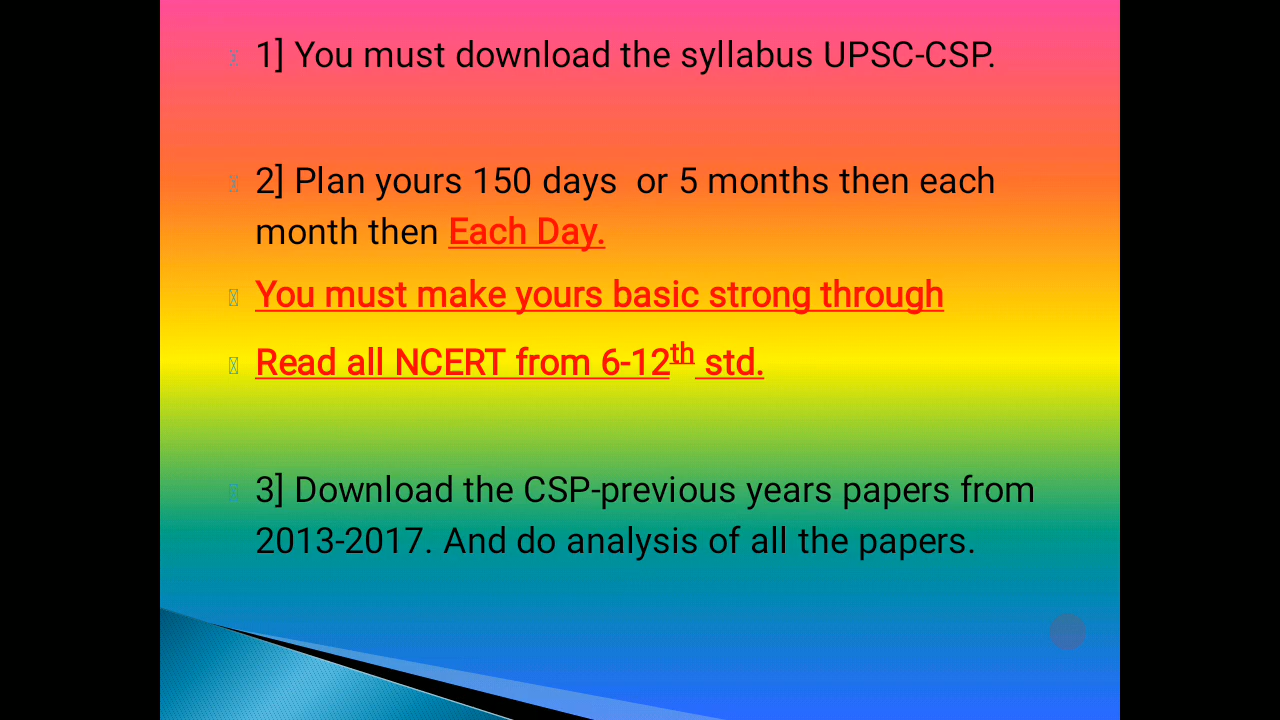 1] You must download the syllabus UPSC-CSP.
2] Plan yours 150 days or 5 months then each
month then Each Day.
You must make yours basic strong through
Read all NCERT from 6-12th std.
3] Download the CSP-previous years papers from
2013-2017. And do analysis of all the papers.